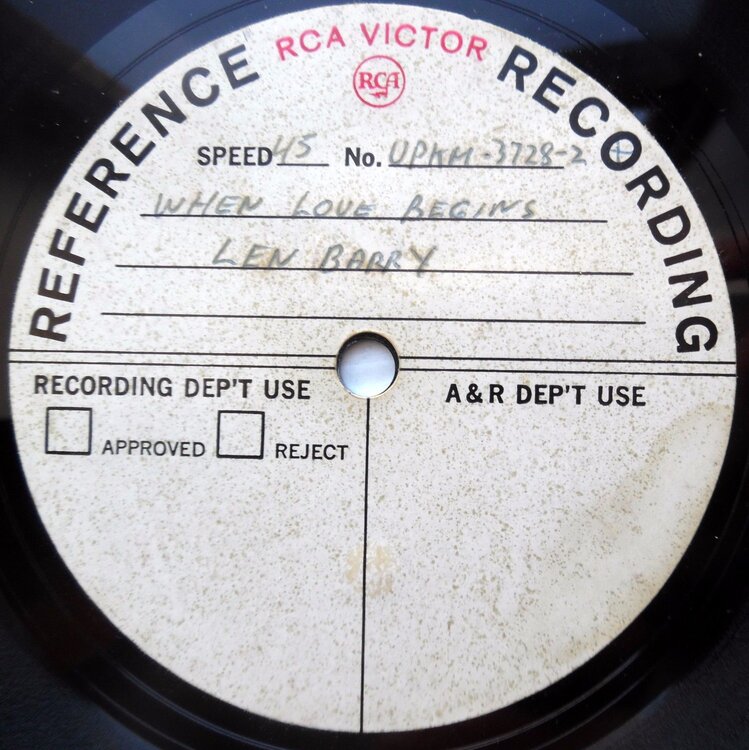 REFERENCE RCA VICTOR RECORDING
RCA
SPEED 45 No. UPKM-3728-2
WHEN LOVE BEGINS
LEN BARRY
RECORDING DEP'T USE
A & R DEP'T USE
APPROVED REJECT